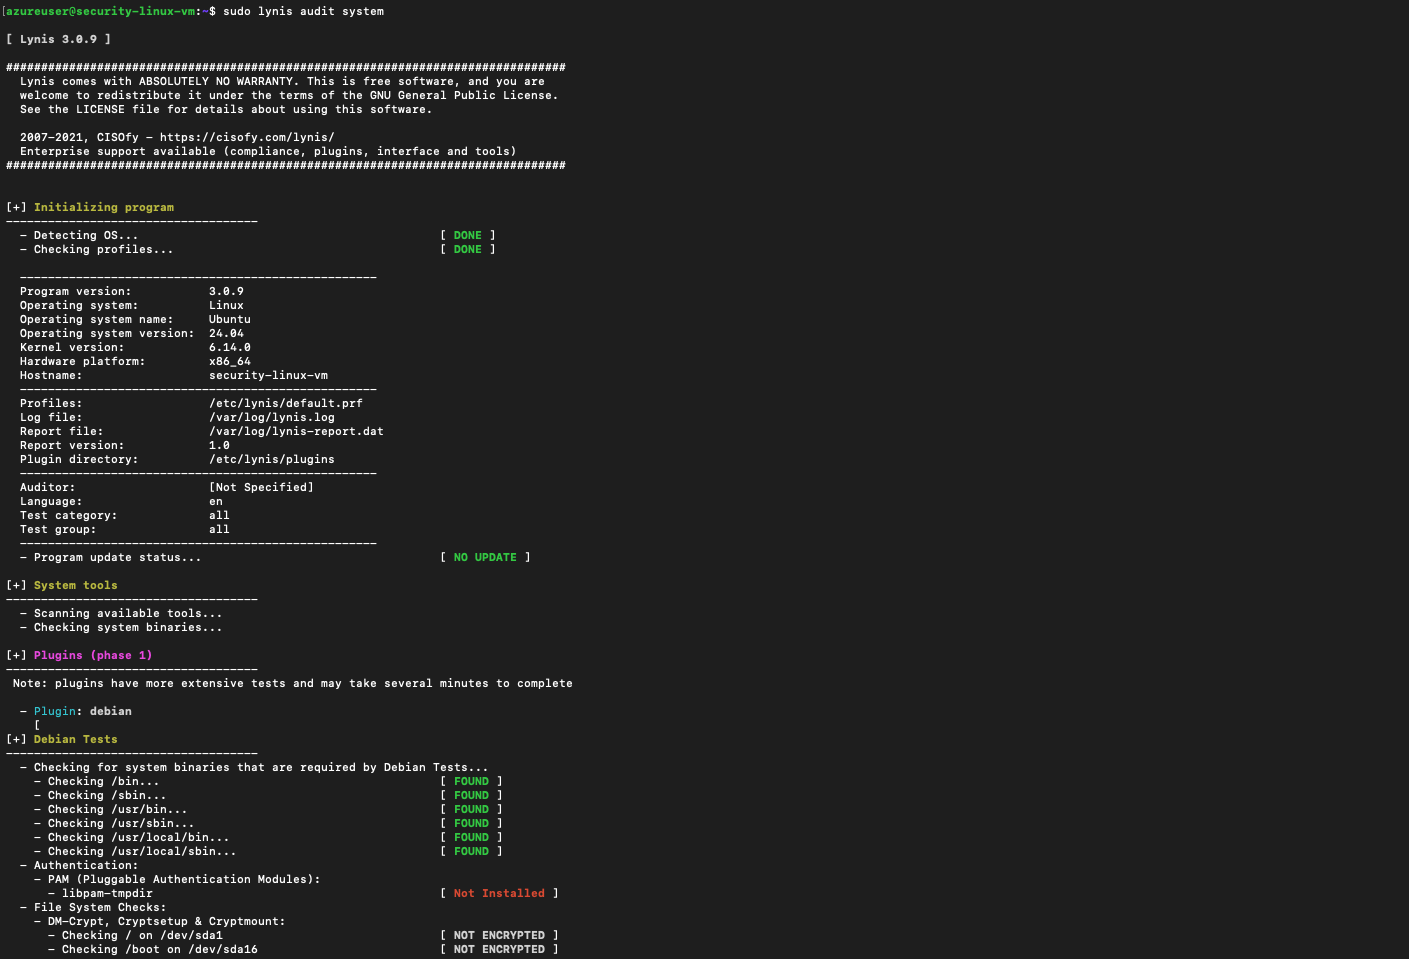 [azureuser@security-linux-vm:~$ sudo lynis audit system
[ Lynis 3.0.9 ]
################################################################################
Lynis comes with ABSOLUTELY NO WARRANTY. This is free software, and you are
welcome to redistribute it under the terms of the GNU General Public License.
See the LICENSE file for details about using this software.
2007-2021, CISOfy - https://cisofy.com/lynis/
Enterprise support available (compliance, plugins, interface and tools)
################################################################################
[+] Initializing program
------------------------------------
- Detecting OS... [ DONE ]
- Checking profiles... [ DONE ]
---------------------------------------------------
Program version: 3.0.9
Operating system: Linux
Operating system name: Ubuntu
Operating system version: 24.04
Kernel version: 6.14.0
Hardware platform: x86_64
Hostname: security-linux-vm
---------------------------------------------------
Profiles: /etc/lynis/default.prf
Log file: /var/log/lynis.log
Report file: /var/log/lynis-report.dat
Report version: 1.0
Plugin directory: /etc/lynis/plugins
---------------------------------------------------
Auditor: [Not Specified]
Language: en
Test category: all
Test group: all
---------------------------------------------------
- Program update status... [ NO UPDATE ]
[+] System tools
------------------------------------
- Scanning available tools...
- Checking system binaries...
[+] Plugins (phase 1)
------------------------------------
Note: plugins have more extensive tests and may take several minutes to complete
- Plugin: debian
[
[+] Debian Tests
------------------------------------
- Checking for system binaries that are required by Debian Tests...
- Checking /bin... [ FOUND ]
- Checking /sbin... [ FOUND ]
- Checking /usr/bin... [ FOUND ]
- Checking /usr/sbin... [ FOUND ]
- Checking /usr/local/bin... [ FOUND ]
- Checking /usr/local/sbin... [ FOUND ]
- Authentication:
- PAM (Pluggable Authentication Modules):
- libpam-tmpdir [ Not Installed ]
- File System Checks:
- DM-Crypt, Cryptsetup & Cryptmount:
- Checking / on /dev/sda1 [ NOT ENCRYPTED ]
- Checking /boot on /dev/sda16 [ NOT ENCRYPTED ]